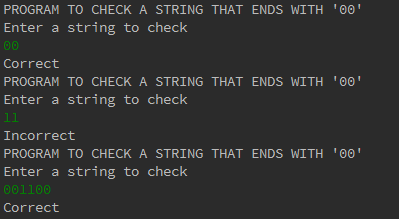 PROGRAM TO CHECK A STRING THAT ENDS WITH '00'
Enter a string to check
00
Correct
PROGRAM TO CHECK A STRING THAT ENDS WITH '00'
Enter a string to check
11
Incorrect
PROGRAM TO CHECK A STRING THAT ENDS WITH '00'
Enter a string to check
001100
Correct